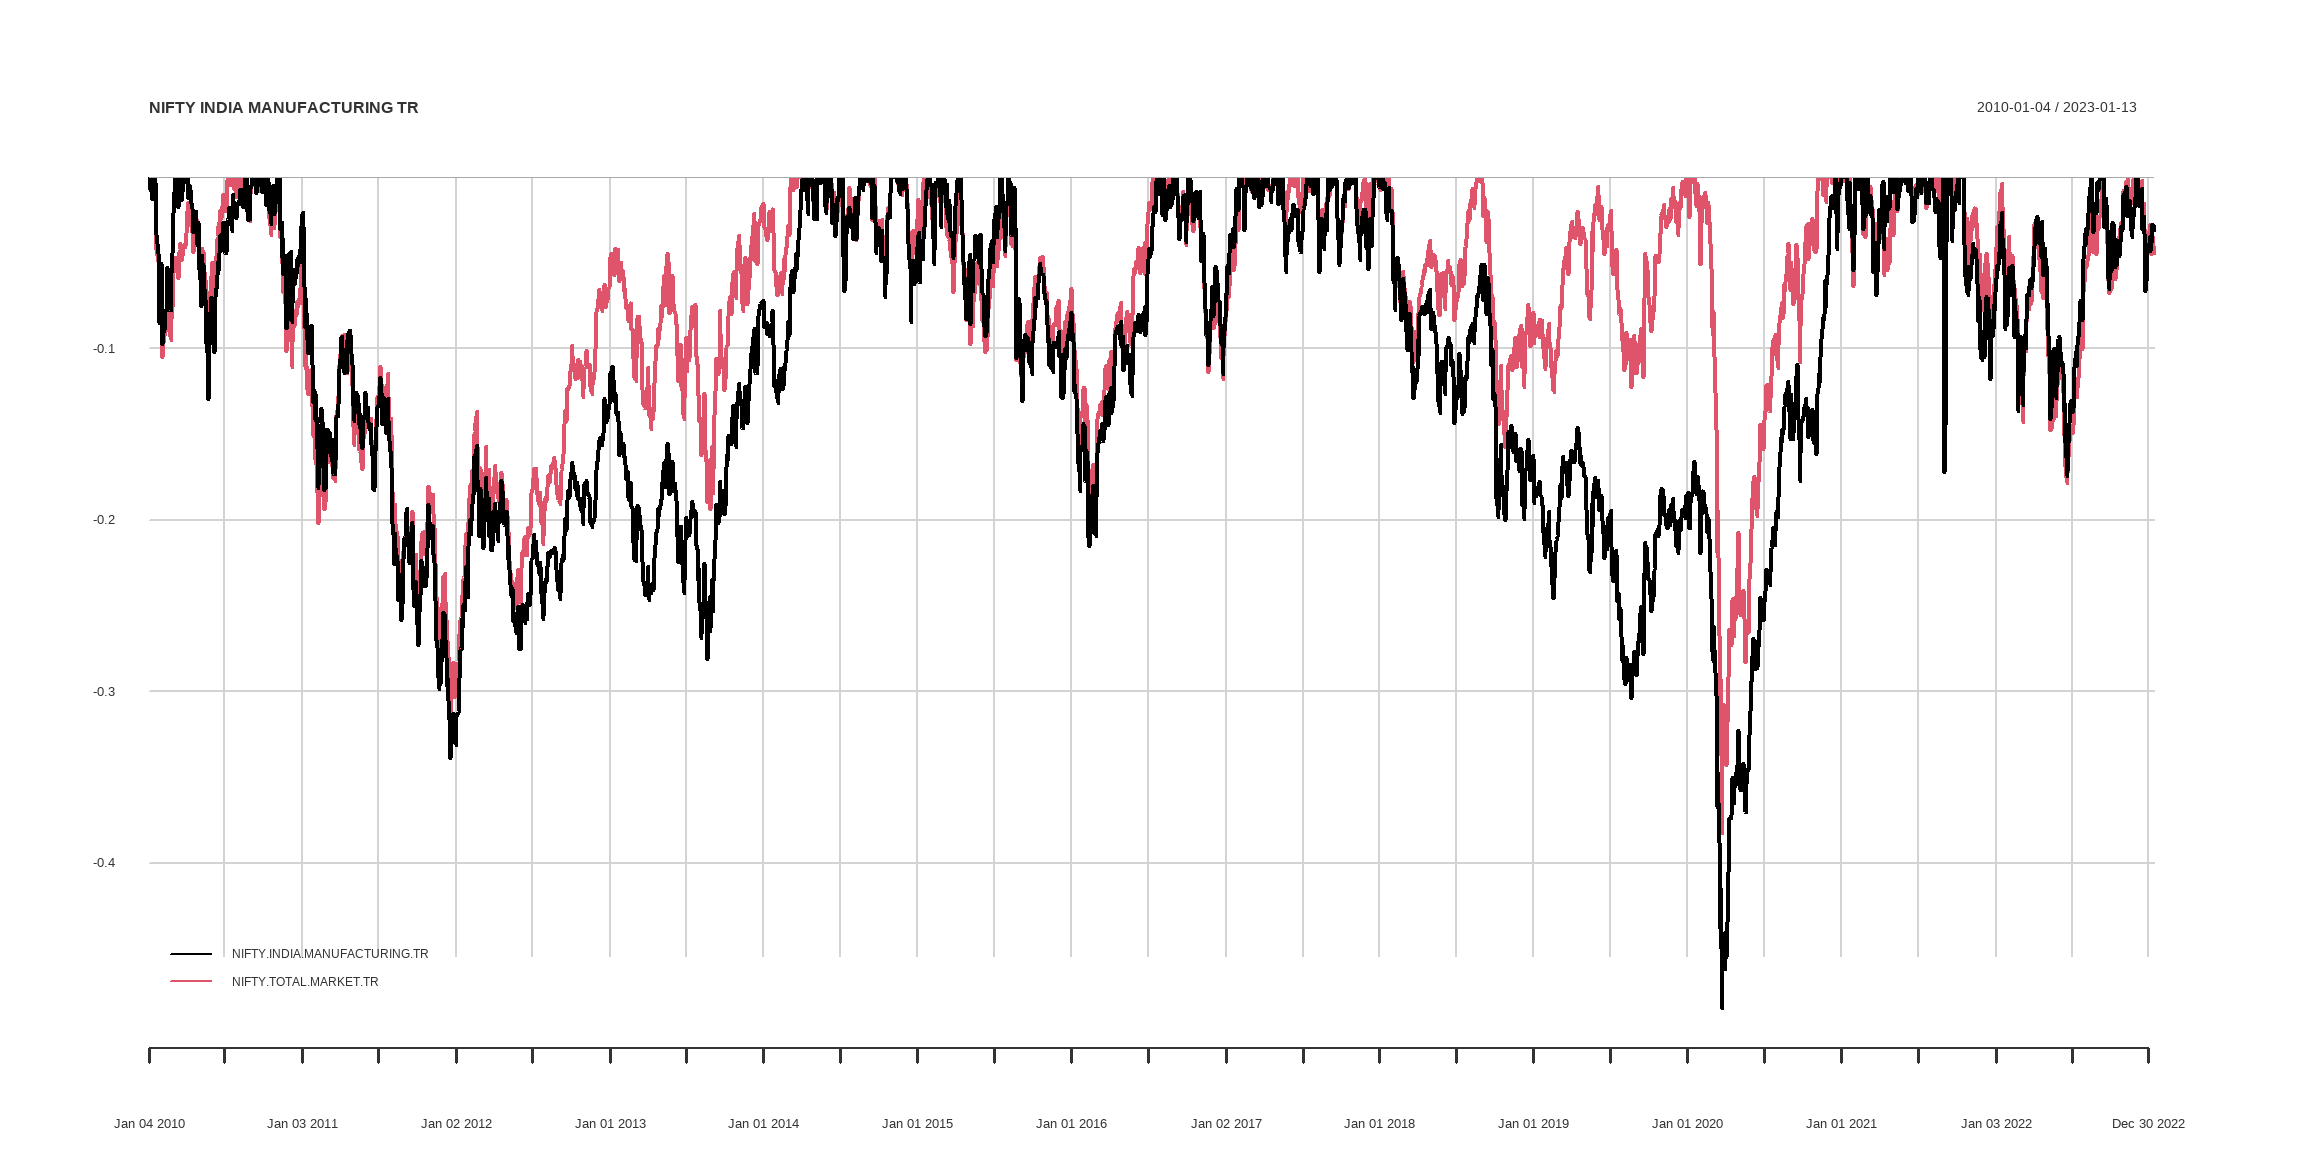 NIFTY INDIA MANUFACTURING TR
2010-01-04 / 2023-01-13
-0.1
-0.2
-0.3
-0.4
NIFTY.INDIA.MANUFACTURING.TR
NIFTY.TOTAL.MARKET.TR
Jan 04 2010 Jan 03 2011 Jan 02 2012 Jan 01 2013 Jan 01 2014 Jan 01 2015 Jan 01 2016 Jan 02 2017 Jan 01 2018 Jan 01 2019 Jan 01 2020 Jan 01 2021 Jan 03 2022 Dec 30 2022